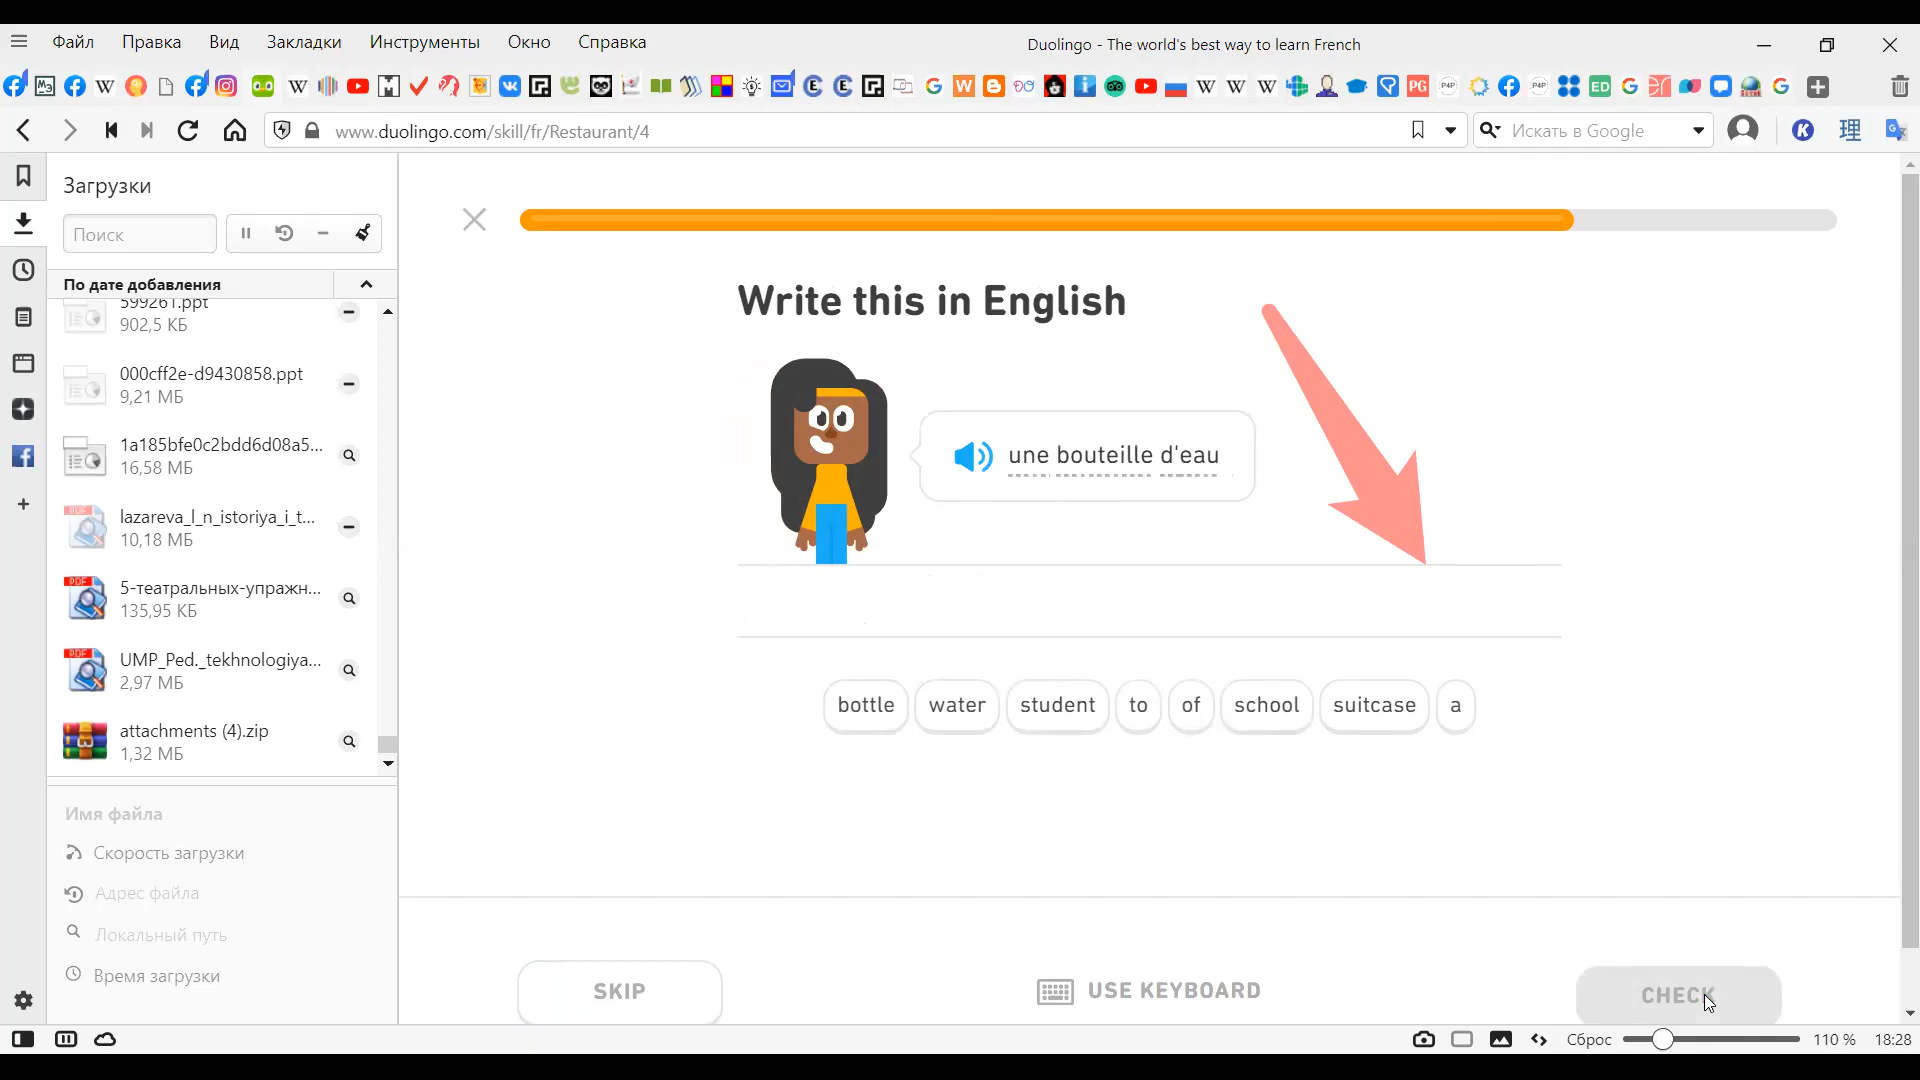 Файл Правка Вид Закладки Инструменты Окно Справка
Duolingo - The world's best way to learn French
www.duolingo.com/skill/fr/Restaurant/4
Искать в Google
Загрузки
Поиск
По дате добавления
599261.ppt
902,5 КБ
000cff2e-d9430858.ppt
9,21 МБ
1a185bfe0c2bdd6d08a5...
16,58 МБ
lazareva_l_n_istoriya_i_t...
10,18 МБ
5-театральных-упражн...
135,95 КБ
UMP_Ped._tekhnologiya...
2,97 МБ
attachments (4).zip
1,32 МБ
Имя файла
Скорость загрузки
Адрес файла
Локальный путь
Время загрузки
Write this in English
une bouteille d'eau
bottle water student to of school suitcase a
SKIP
USE KEYBOARD
CHECK
Сброс 110 % 18:28